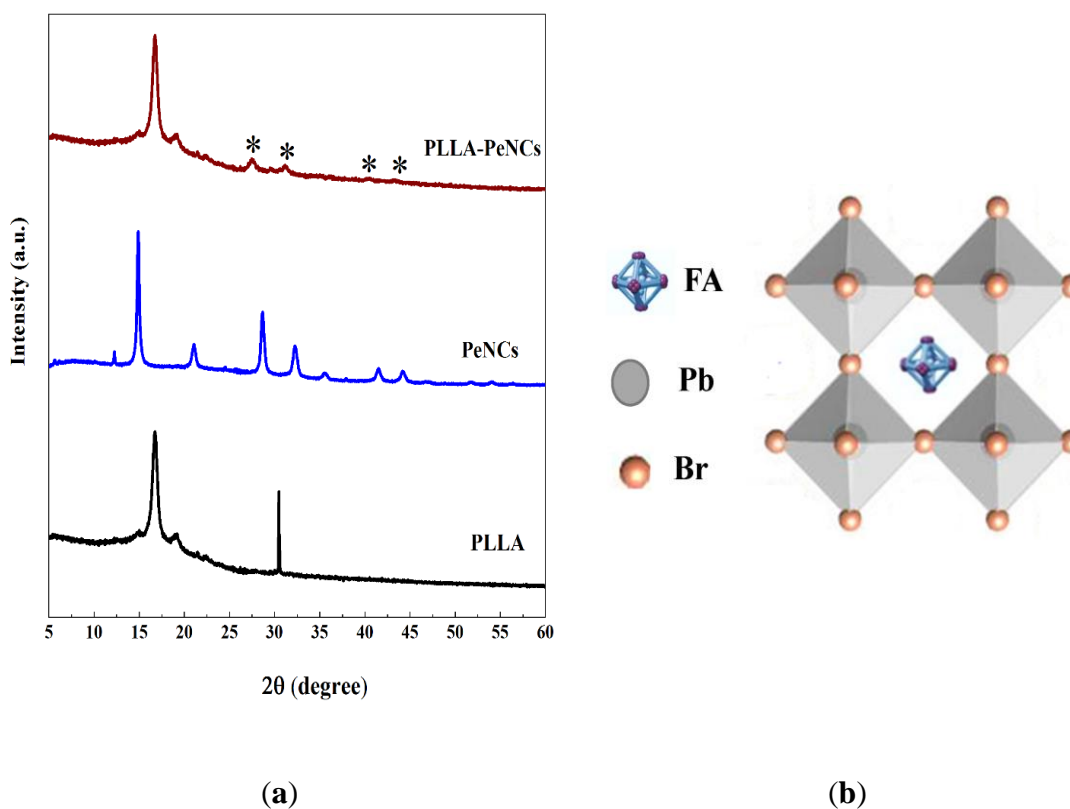 Intensity (a.u.)
PLLA-PeNCs
* * * *
PeNCs
PLLA
5 10 15 20 25 30 35 40 45 50 55 60
2θ (degree)
FA
Pb
Br
(a) (b)